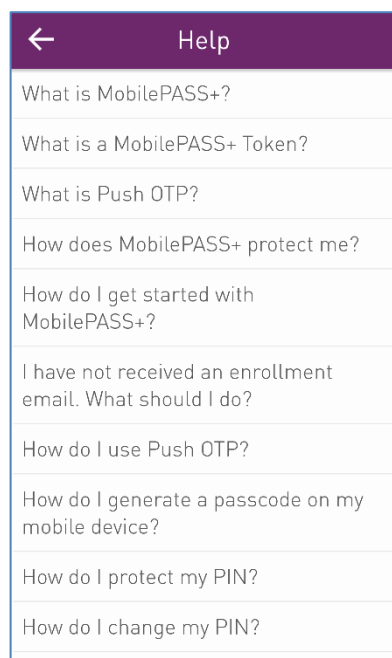 Help
What is MobilePASS+?
What is a MobilePASS+ Token?
What is Push OTP?
How does MobilePASS+ protect me?
How do I get started with
MobilePASS+?
I have not received an enrollment
email. What should I do?
How do I use Push OTP?
How do I generate a passcode on my
mobile device?
How do I protect my PIN?
How do I change my PIN?